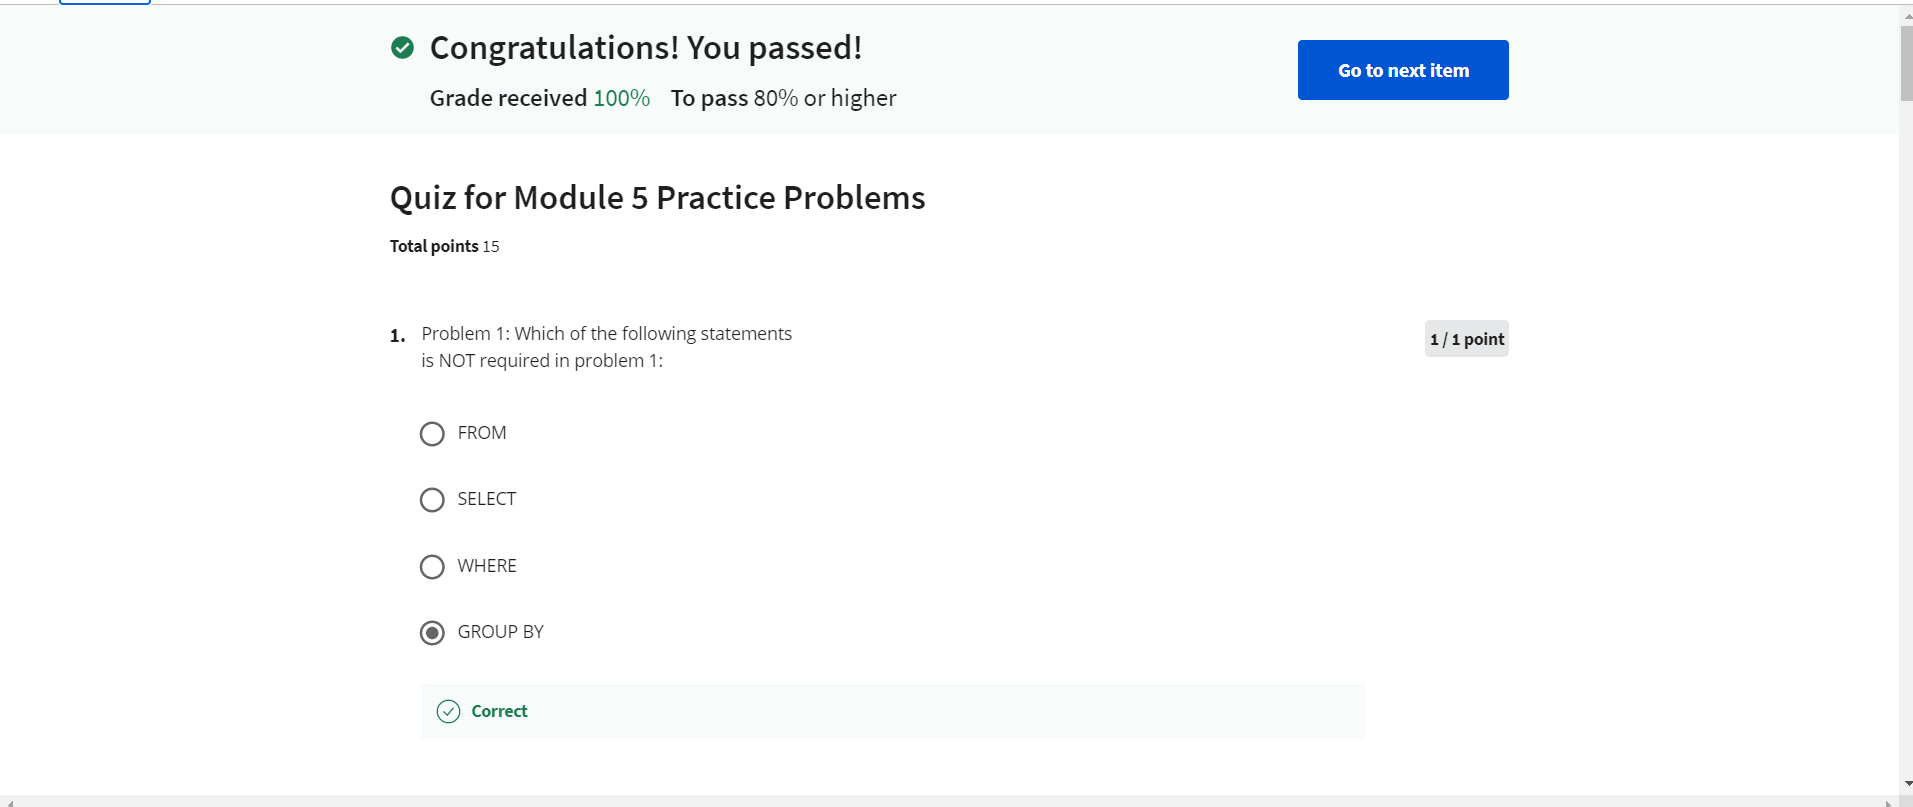 Congratulations! You passed!
Go to next item
Grade received 100% To pass 80% or higher
Quiz for Module 5 Practice Problems
Total points 15
1. Problem 1: Which of the following statements
is NOT required in problem 1:
1 / 1 point
FROM
SELECT
WHERE
GROUP BY
Correct